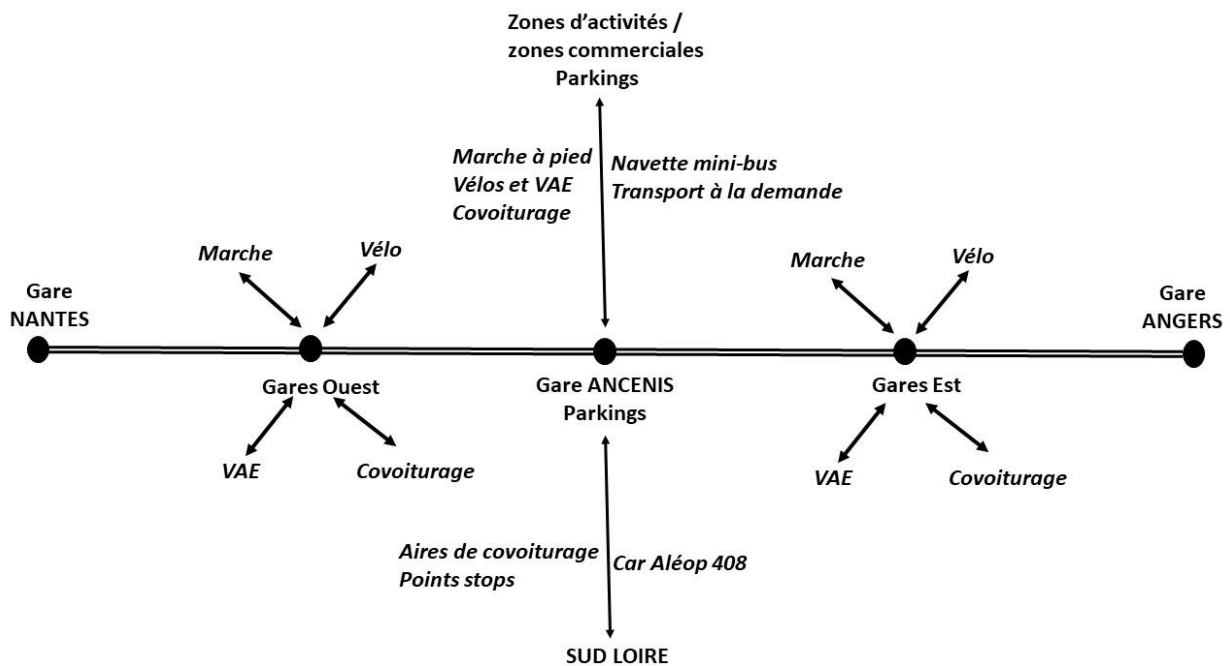 Zones d’activités /
zones commerciales
Parkings
Marche à pied
Vélos et VAE
Covoiturage
Navette mini-bus
Transport à la demande
Marche
Vélo
Marche
Vélo
Gare
NANTES
Gare
ANGERS
Gares Ouest
Gare ANCENIS
Parkings
Gares Est
VAE
Covoiturage
VAE
Covoiturage
Aires de covoiturage
Points stops
Car Aléop 408
SUD LOIRE